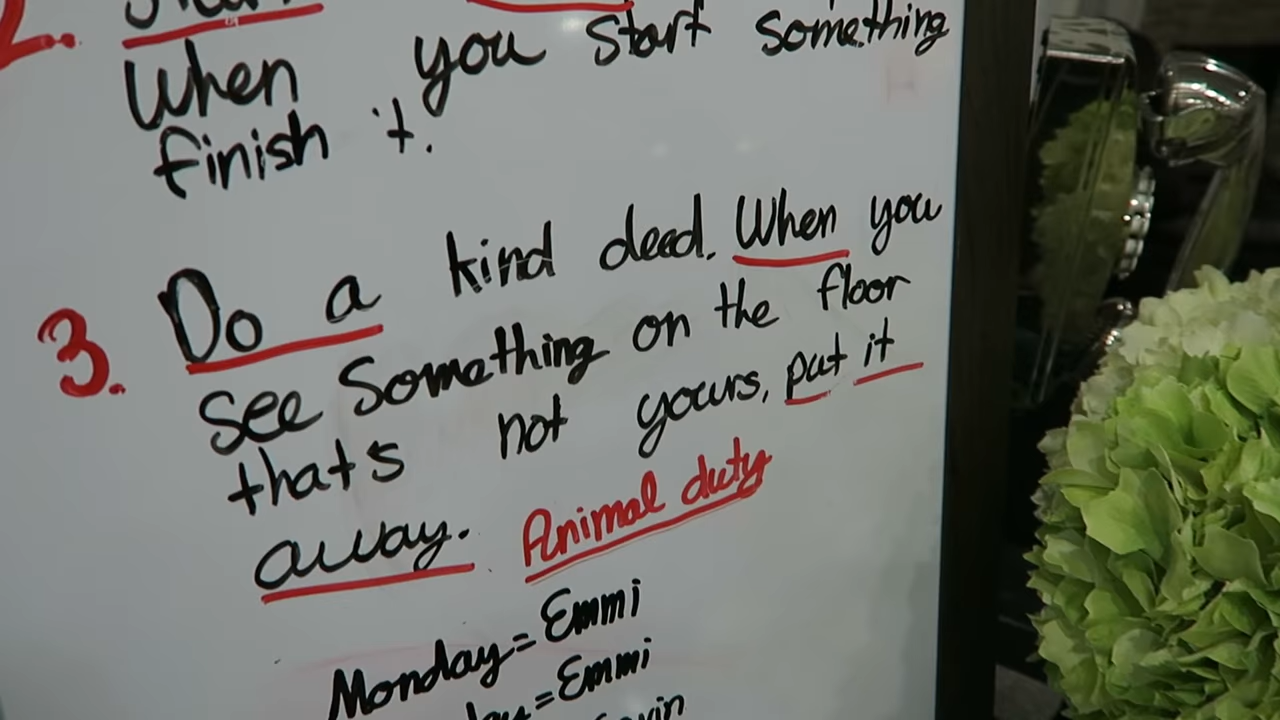 2.
When you start something
finish it.
3. Do a kind deed. When you
see something on the floor
that's not yours, put it
away. Animal duty
Monday = Emmi
= Emmi